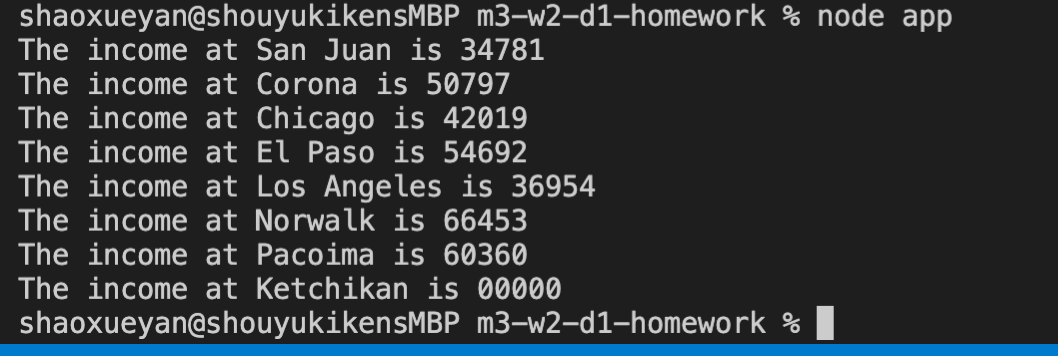 shaoxueyan@shouyukikensMBP m3-w2-d1-homework % node app
The income at San Juan is 34781
The income at Corona is 50797
The income at Chicago is 42019
The income at El Paso is 54692
The income at Los Angeles is 36954
The income at Norwalk is 66453
The income at Pacoima is 60360
The income at Ketchikan is 00000
shaoxueyan@shouyukikensMBP m3-w2-d1-homework %